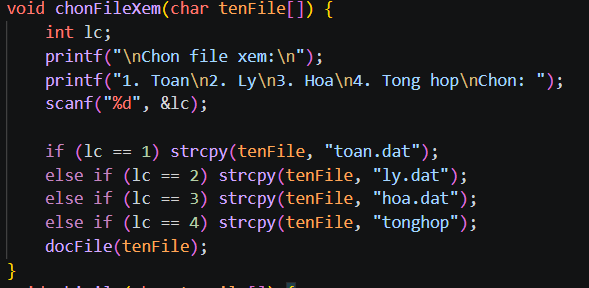 void chonFileXem(char tenFile[]) {
    int lc;
    printf("\nChon file xem:\n");
    printf("1. Toan\n2. Ly\n3. Hoa\n4. Tong hop\nChon: ");
    scanf("%d", &lc);

    if (lc == 1) strcpy(tenFile, "toan.dat");
    else if (lc == 2) strcpy(tenFile, "ly.dat");
    else if (lc == 3) strcpy(tenFile, "hoa.dat");
    else if (lc == 4) strcpy(tenFile, "tonghop");
    docFile(tenFile);
}